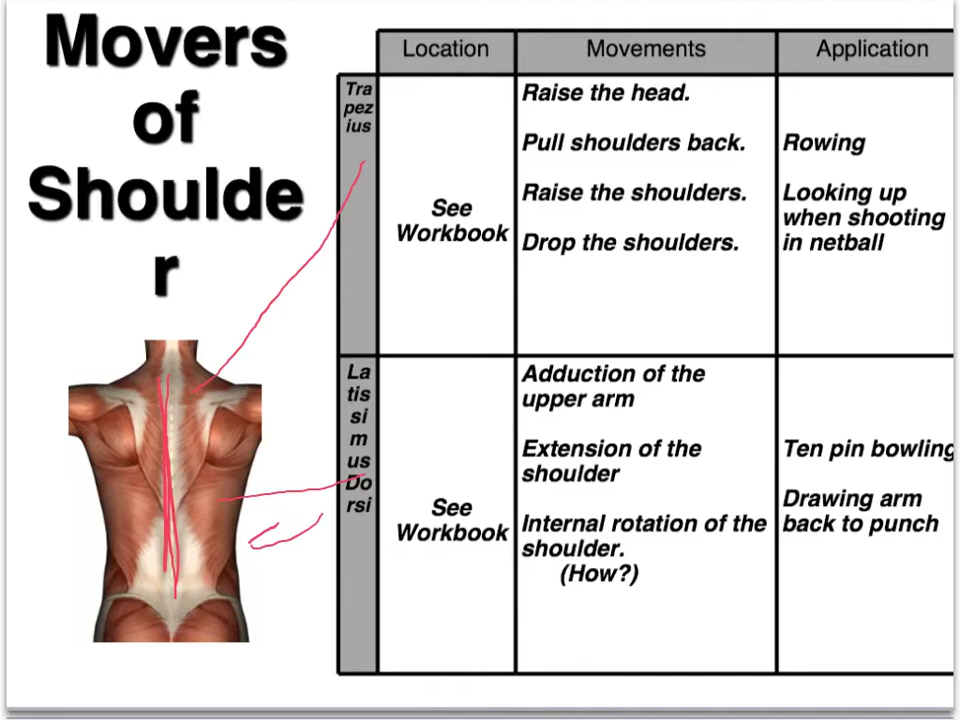 Movers
of
Shoulde
r
Location
Movements
Application
Tra
pez
ius
See
Workbook
Raise the head.
Pull shoulders back.
Raise the shoulders.
Drop the shoulders.
Rowing
Looking up
when shooting
in netball
La
tis
si
m
us
Do
rsi
See
Workbook
Adduction of the
upper arm
Extension of the
shoulder
Internal rotation of the
shoulder.
(How?)
Ten pin bowling
Drawing arm
back to punch